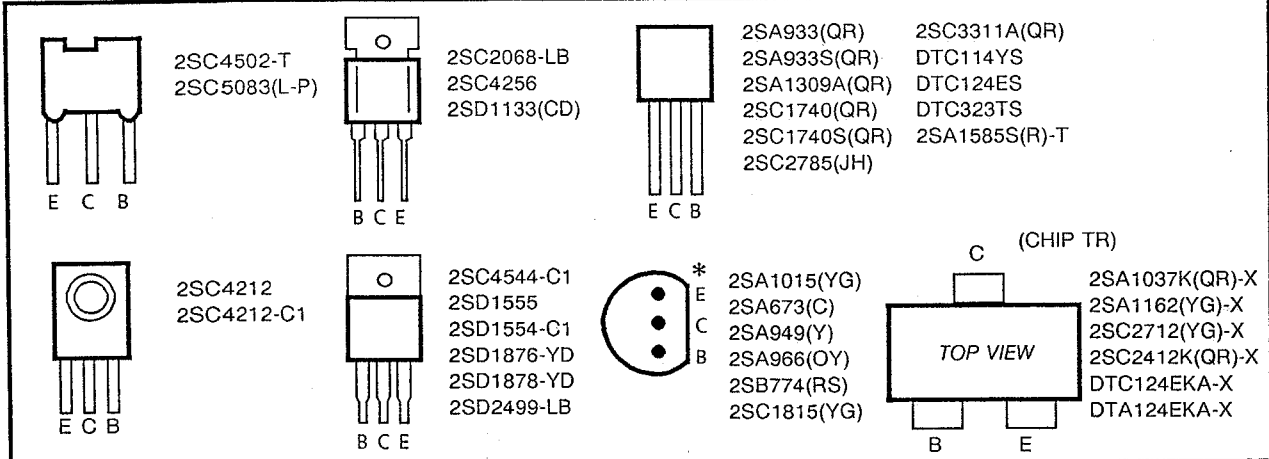 2SC4502-T
2SC5083(L-P)
E C B
2SC2068-LB
2SC4256
2SD1133(CD)
B C E
2SA933(QR) 2SC3311A(QR)
2SA933S(QR) DTC114YS
2SA1309A(QR) DTC124ES
2SC1740(QR) DTC323TS
2SC1740S(QR) 2SA1585S(R)-T
2SC2785(JH)
E C B
2SC4212
2SC4212-C1
E C B
2SC4544-C1
2SD1555
2SD1554-C1
2SD1876-YD
2SD1878-YD
2SD2499-LB
B C E
*
E
C
B
2SA1015(YG)
2SA673(C)
2SA949(Y)
2SA966(OY)
2SB774(RS)
2SC1815(YG)
(CHIP TR)
C
TOP VIEW
B E
2SA1037K(QR)-X
2SA1162(YG)-X
2SC2712(YG)-X
2SC2412K(QR)-X
DTC124EKA-X
DTA124EKA-X